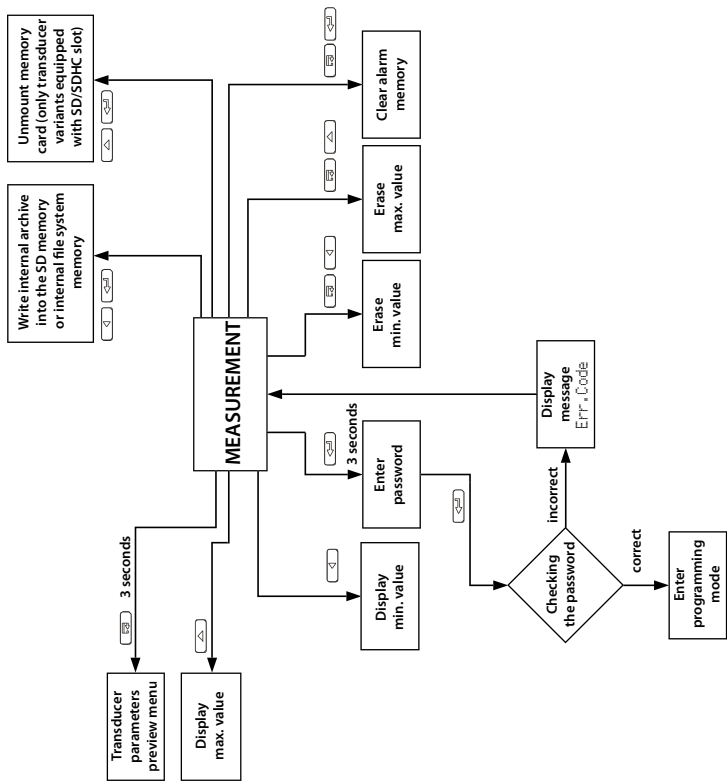 Transducer
parameters
preview menu
3 seconds
Display
max. value
Write internal archive
into the SD memory
or internal file system
memory
Unmount memory
card (only transducer
variants equipped
with SD/SDHC slot)
MEASUREMENT
Display
min. value
3 seconds
Enter
password
Erase
min. value
Erase
max. value
Clear alarm
memory
Checking
the password
incorrect
Display
message
Err.Code
correct
Enter
programming
mode